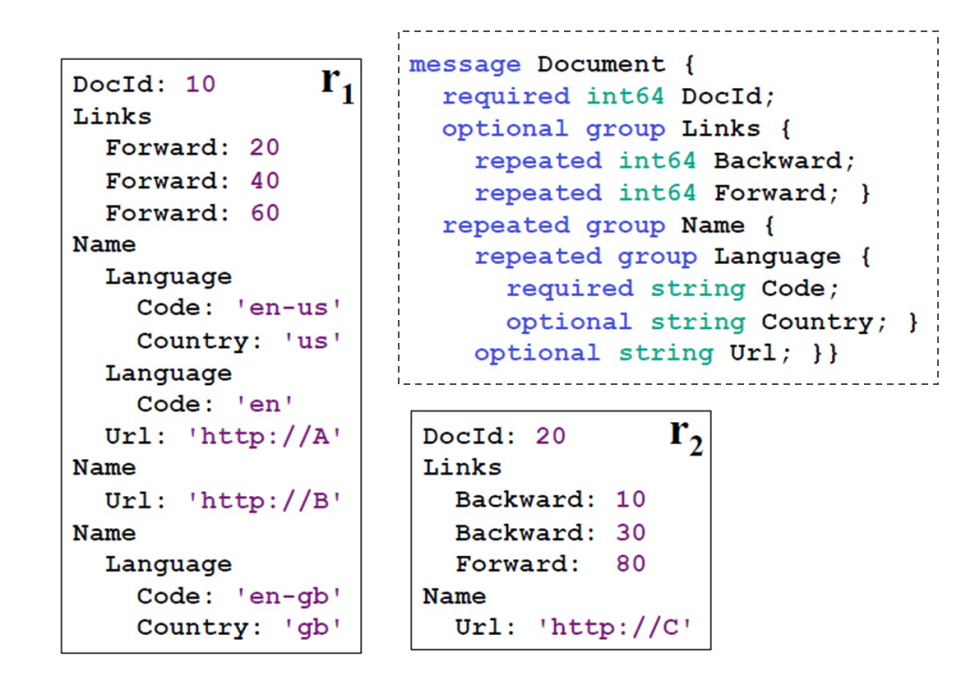 r1
DocId: 10
Links
Forward: 20
Forward: 40
Forward: 60
Name
Language
Code: 'en-us'
Country: 'us'
Language
Code: 'en'
Url: 'http://A'
Name
Url: 'http://B'
Name
Language
Code: 'en-gb'
Country: 'gb'
message Document {
required int64 DocId;
optional group Links {
repeated int64 Backward;
repeated int64 Forward; }
repeated group Name {
repeated group Language {
required string Code;
optional string Country; }
optional string Url; }}
r2
DocId: 20
Links
Backward: 10
Backward: 30
Forward: 80
Name
Url: 'http://C'